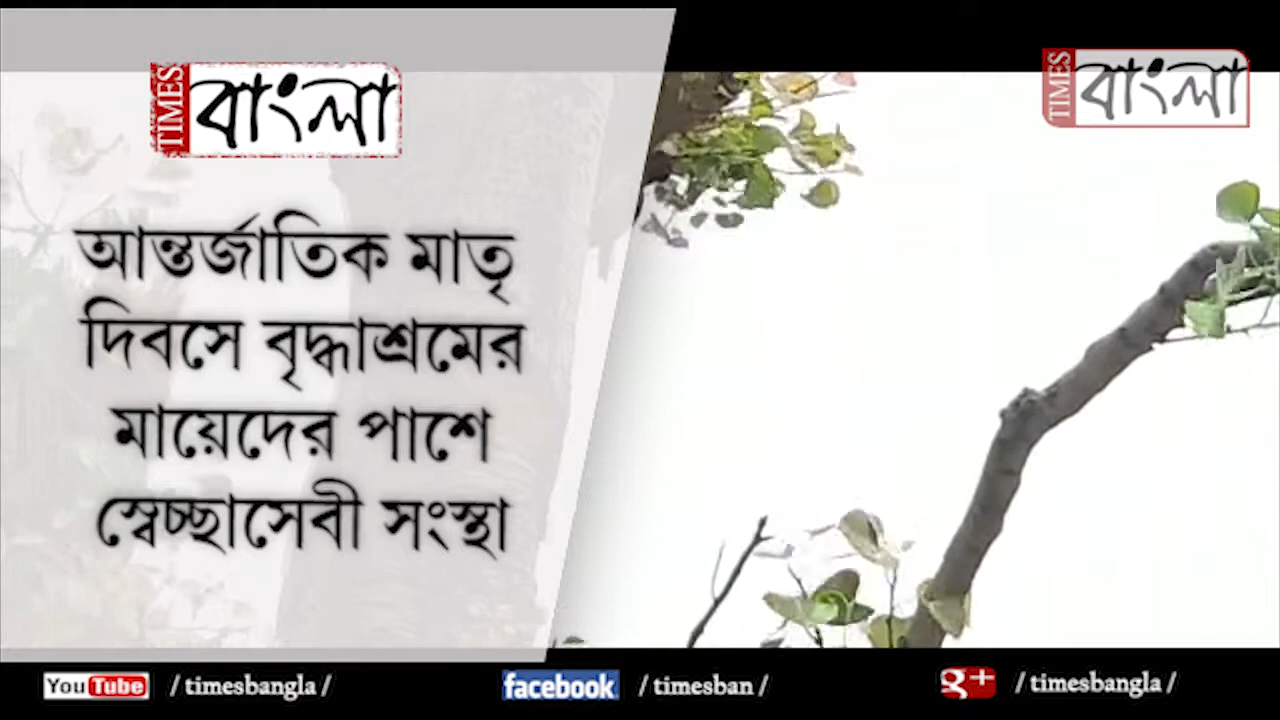 TIMES বাংলা
TIMES বাংলা
আন্তর্জাতিক মাতৃ
দিবসে বৃদ্ধাশ্রমের
মায়েদের পাশে
স্বেচ্ছাসেবী সংস্থা
YouTube / timesbangla /
facebook / timesban /
g+ / timesbangla /